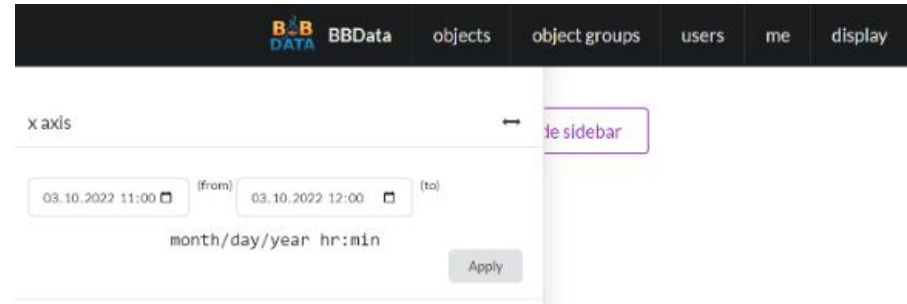 B B DATA BBData objects object groups users me display
x axis
de sidebar
03.10.2022 11:00 (from) 03.10.2022 12:00 (to)
month/day/year hr:min
Apply